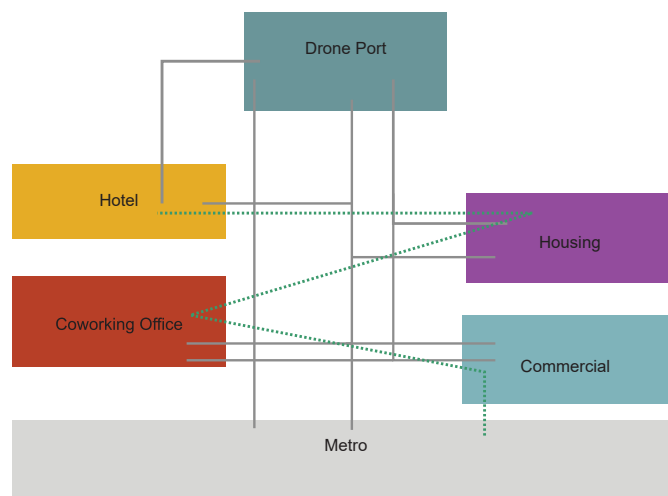 Drone Port
Hotel
Housing
Coworking Office
Commercial
Metro